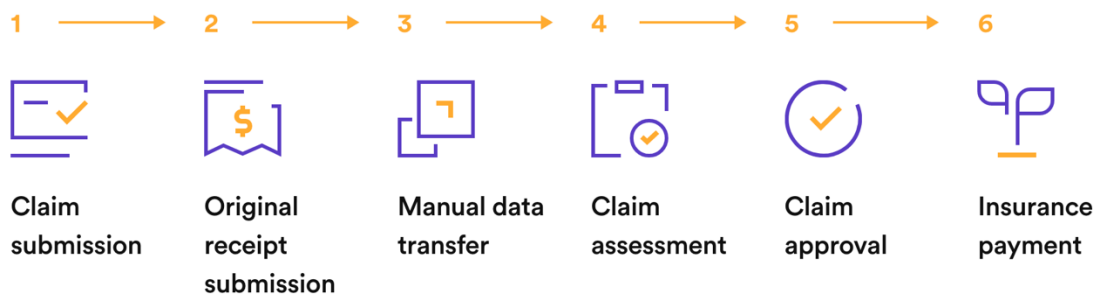 1 2 3 4 5 6
$
Claim
submission
Original
receipt
submission
Manual data
transfer
Claim
assessment
Claim
approval
Insurance
payment